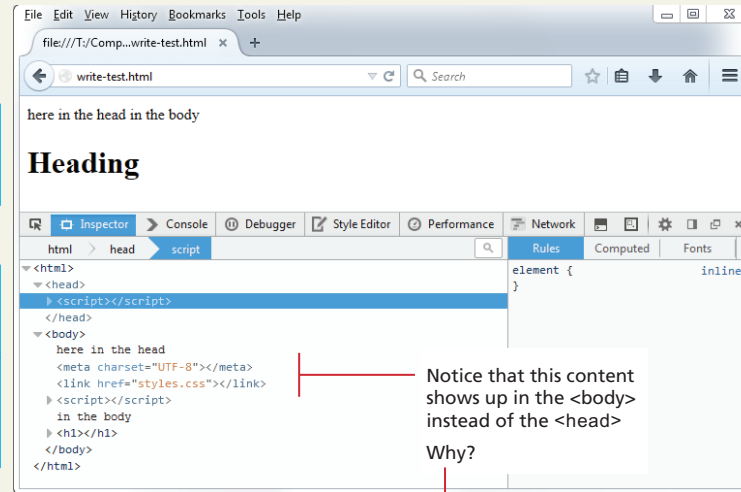 File Edit View History Bookmarks Tools Help
file:///T:/Comp...write-test.html × +
write-test.html Search
here in the head in the body
Heading
Inspector Console Debugger Style Editor Performance Network
html head script Rules Computed Fonts
<html>
<head>
<script></script>
</head>
<body>
here in the head
<meta charset="UTF-8"></meta>
<link href="styles.css"></link>
<script></script>
in the body
<h1></h1>
</body>
</html>
element { inline
}
Notice that this content
shows up in the <body>
instead of the <head>
Why?